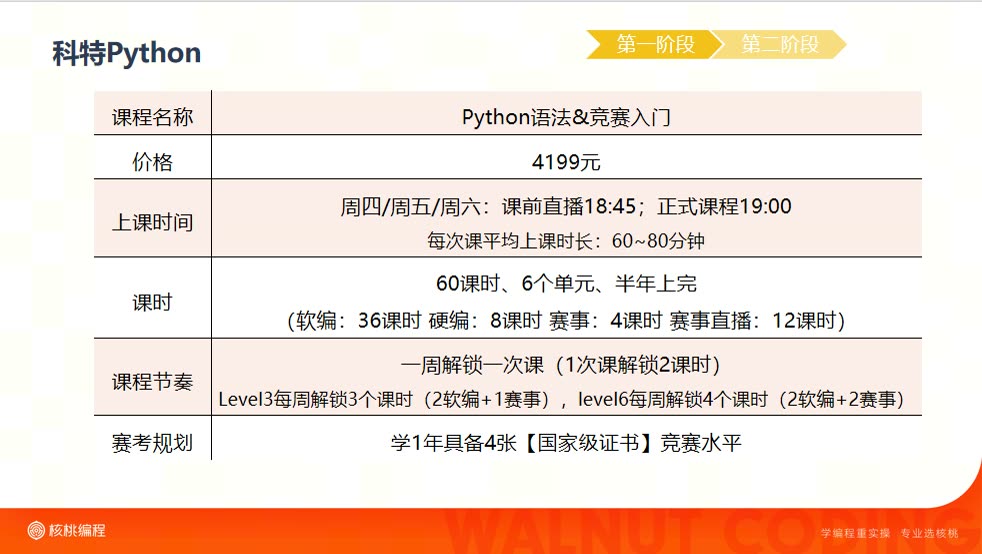 科特Python
第一阶段 第二阶段
课程名称 Python语法&竞赛入门
价格 4199元
上课时间 周四/周五/周六：课前直播18:45；正式课程19:00
每次课平均上课时长：60~80分钟
课时 60课时、6个单元、半年上完
（软编：36课时 硬编：8课时 赛事：4课时 赛事直播：12课时）
课程节奏 一周解锁一次课（1次课解锁2课时）
Level3每周解锁3个课时（2软编+1赛事），level6每周解锁4个课时（2软编+2赛事）
赛考规划 学1年具备4张【国家级证书】竞赛水平
核桃编程
WALNUT CODING
学编程重实操 专业选核桃